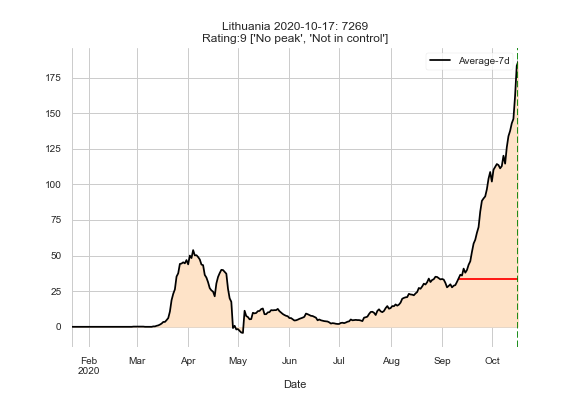 Lithuania 2020-10-17: 7269
Rating:9 ['No peak', 'Not in control']
Average-7d
175
150
125
100
75
50
25
0
Feb
2020
Mar
Apr
May
Jun
Jul
Aug
Sep
Oct
Date